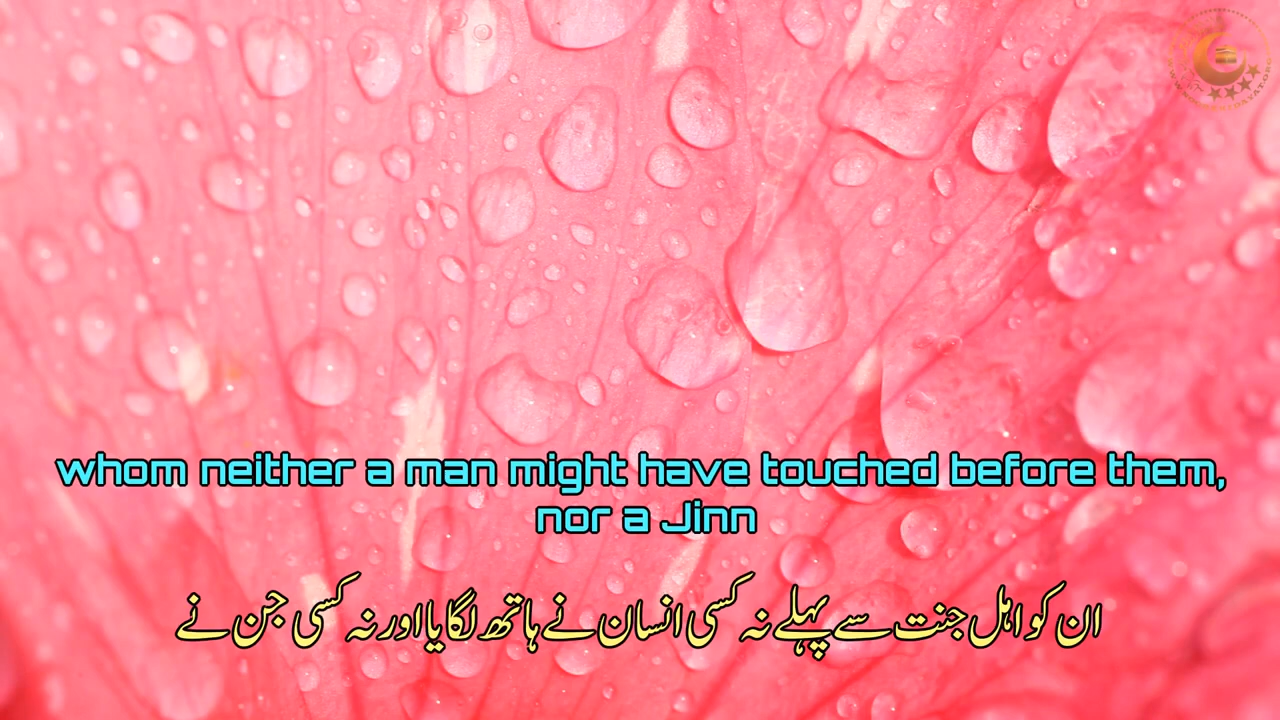 whom neither a man might have touched before them,
nor a Jinn
ان کو اہل جنت سے پہلے نہ کسی انسان نے ہاتھ لگایا اور نہ کسی جن نے